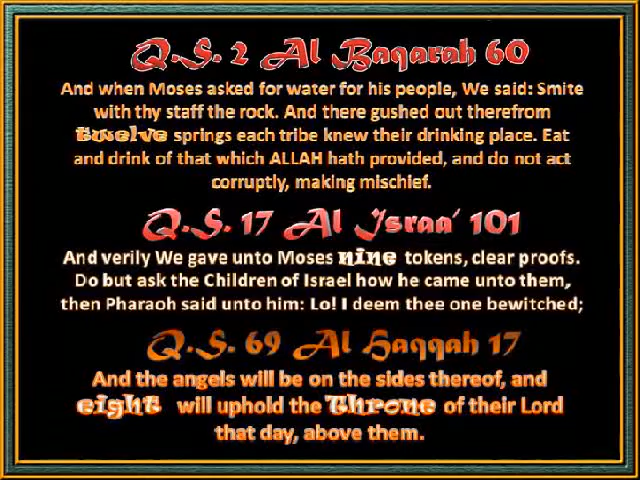 Q.S. 2 Al Baqarah 60
And when Moses asked for water for his people, We said: Smite
with thy staff the rock. And there gushed out therefrom
twelve springs each tribe knew their drinking place. Eat
and drink of that which ALLAH hath provided, and do not act
corruptly, making mischief.
Q.S. 17 Al Israa' 101
And verily We gave unto Moses nine tokens, clear proofs.
Do but ask the Children of Israel how he came unto them,
then Pharaoh said unto him: Lo! I deem thee one bewitched;
Q.S. 69 Al Haqqah 17
And the angels will be on the sides thereof, and
eight will uphold the Throne of their Lord
that day, above them.